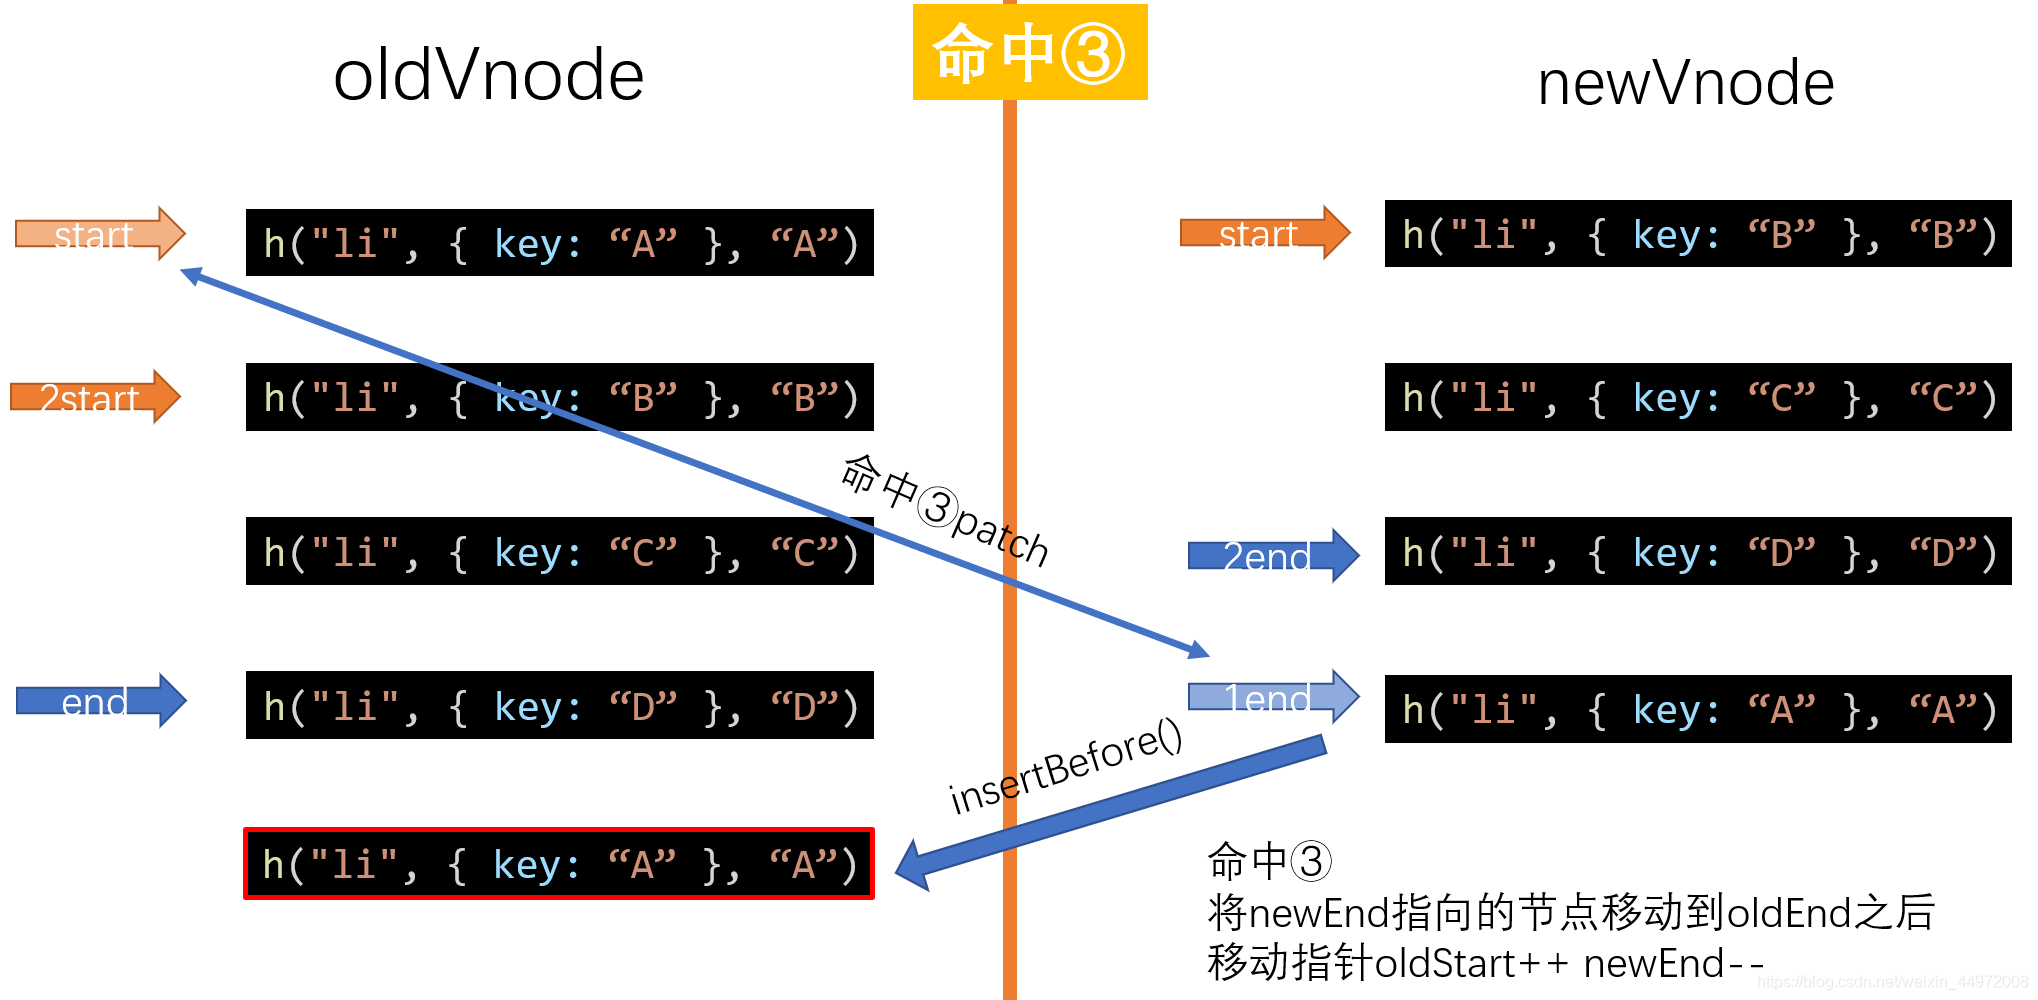 命中③
oldVnode
newVnode
start
h("li", { key: “A” }, “A”)
start
h("li", { key: “B” }, “B”)
2start
h("li", { key: “B” }, “B”)
h("li", { key: “C” }, “C”)
命中③patch
h("li", { key: “C” }, “C”)
2end
h("li", { key: “D” }, “D”)
end
h("li", { key: “D” }, “D”)
1end
h("li", { key: “A” }, “A”)
insertBefore()
h("li", { key: “A” }, “A”)
命中③
将newEnd指向的节点移动到oldEnd之后
移动指针oldStart++ newEnd--
https://blog.csdn.net/weixin_44972008